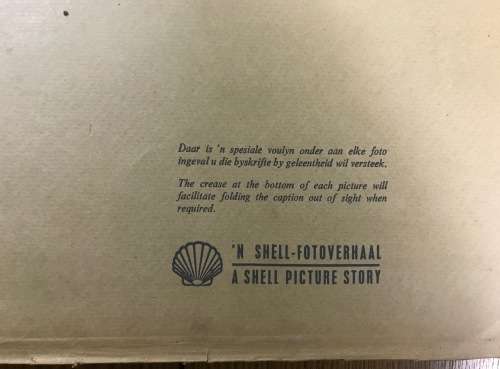 Daar is 'n spesiale voulyn onder aan elke foto
ingeval u die byskrifte by geleentheid wil versteek.
The crease at the bottom of each picture will
facilitate folding the caption out of sight when
required.
'N SHELL-FOTOVERHAAL
A SHELL PICTURE STORY